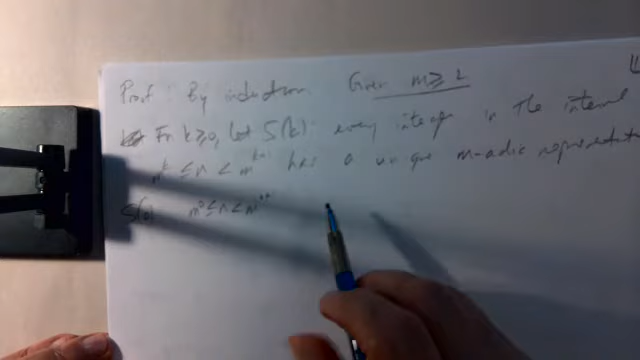 Proof: By induction Given m ≥ 2
For k ≥ 0, let S(k): every integer in the interval
m^k ≤ n < m^{k+1} has a unique m-adic representation
S(0) m^0 ≤ n < m^{0+1}